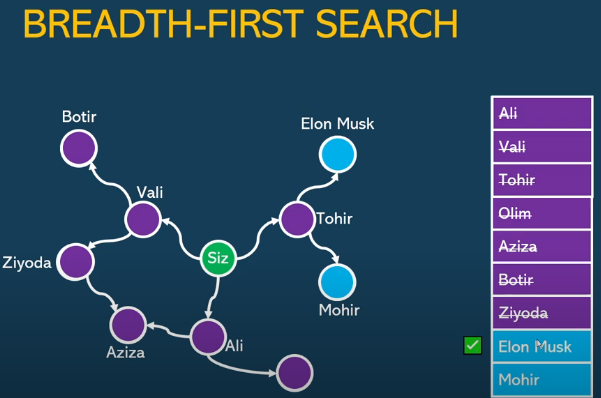 BREADTH-FIRST SEARCH
Botir
Elon Musk
Vali
Tohir
Ziyoda
Siz
Mohir
Aziza
Ali
Ali
Vali
Tohir
Olim
Aziza
Botir
Ziyoda
Elon Musk
Mohir